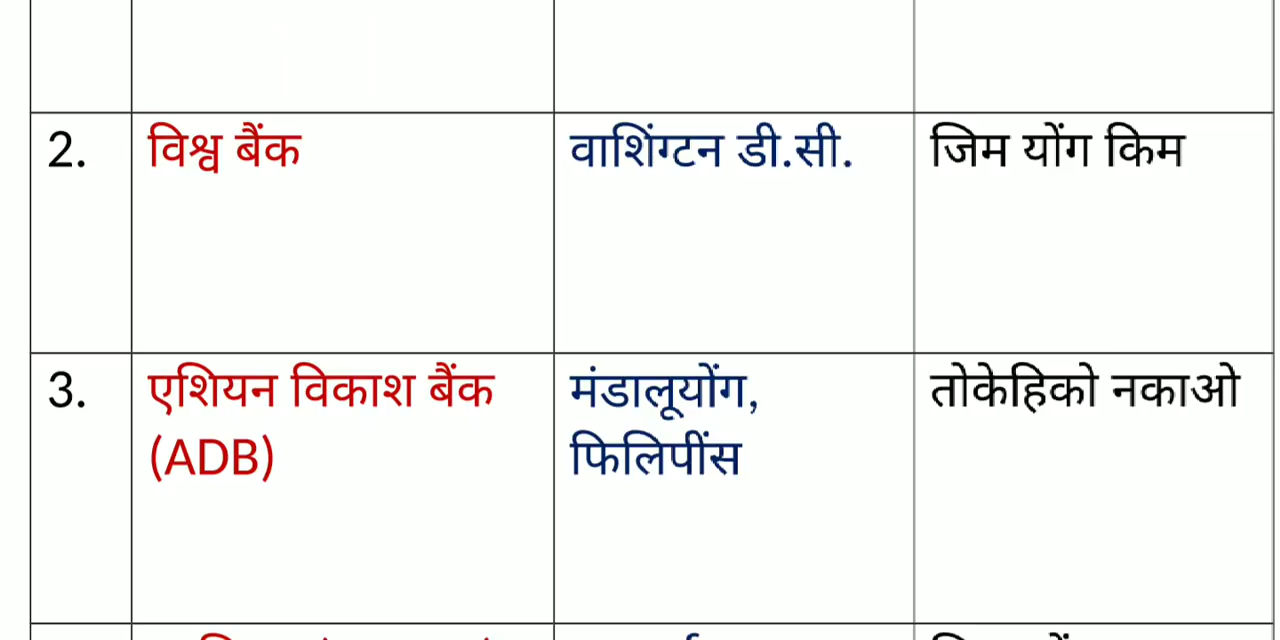 2. विश्व बैंक वाशिंग्टन डी.सी. जिम योंग किम
3. एशियन विकाश बैंक मंडालूयोंग, तोकेहिको नकाओ
(ADB) फिलिपींस